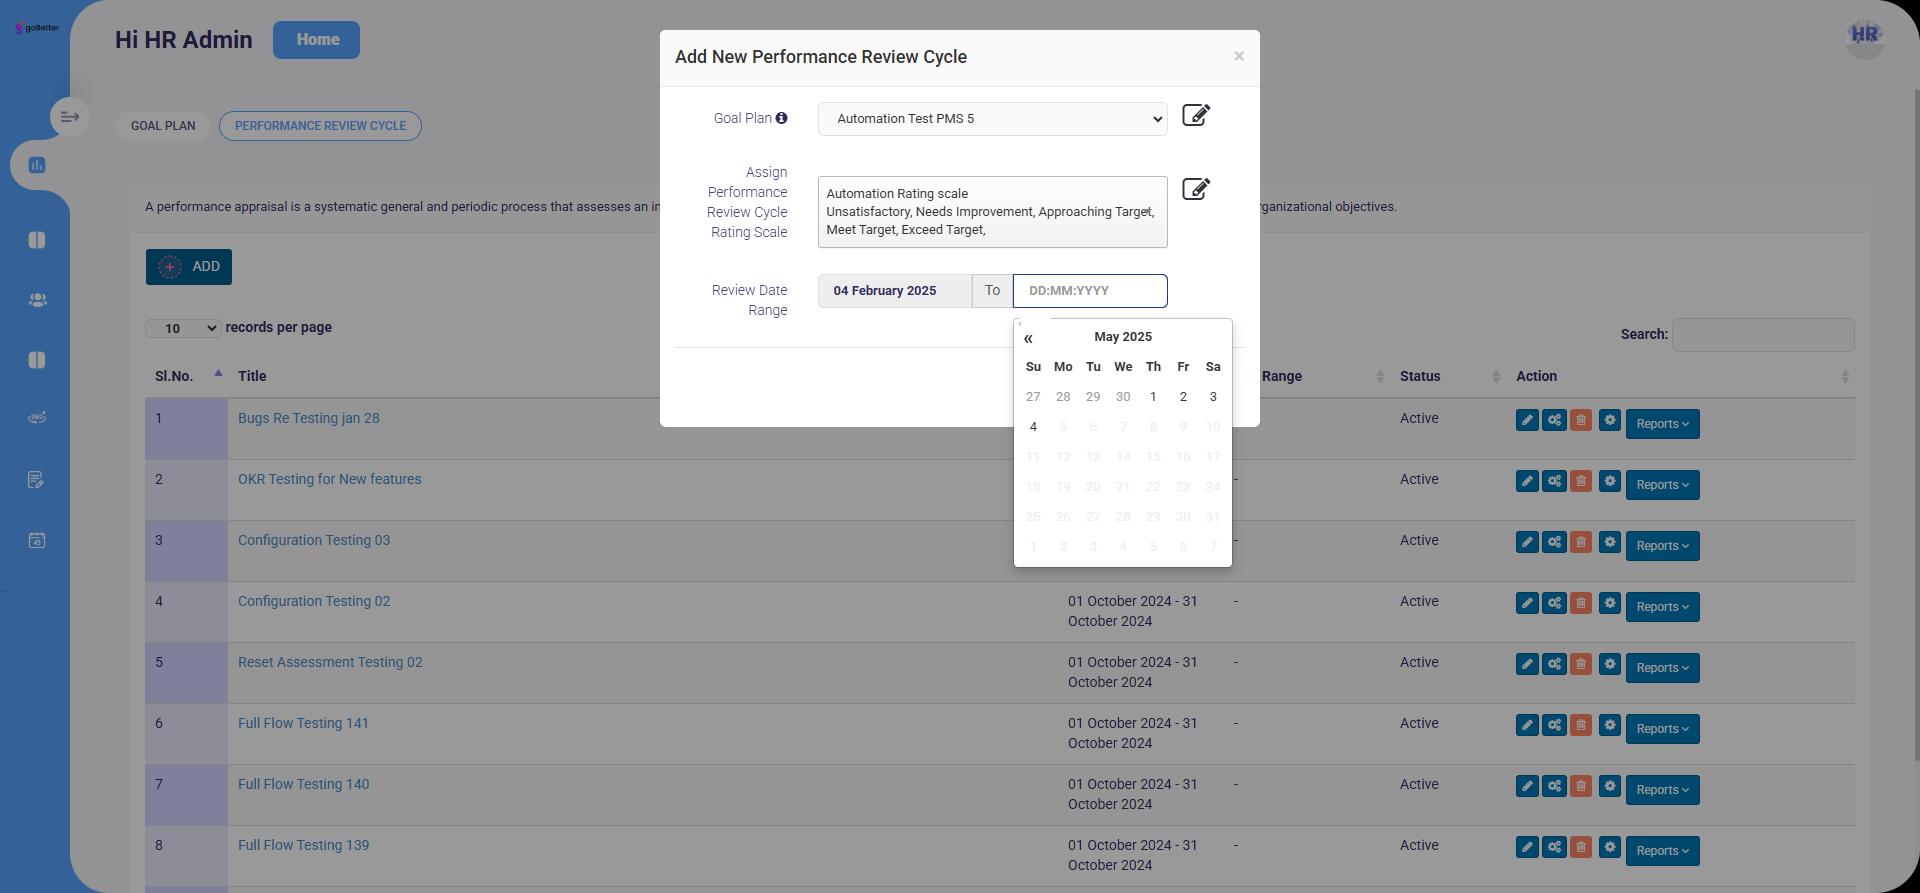 goBetter
Hi HR Admin
Home
HR
GOAL PLAN
PERFORMANCE REVIEW CYCLE
A performance appraisal is a systematic general and periodic process that assesses an in
rganizational objectives.
ADD
10 records per page
Search:
Sl.No. Title Range Status Action
1 Bugs Re Testing jan 28 Active Reports
2 OKR Testing for New features - Active Reports
3 Configuration Testing 03 - Active Reports
4 Configuration Testing 02 01 October 2024 - 31 - Active Reports
October 2024
5 Reset Assessment Testing 02 01 October 2024 - 31 - Active Reports
October 2024
6 Full Flow Testing 141 01 October 2024 - 31 - Active Reports
October 2024
7 Full Flow Testing 140 01 October 2024 - 31 - Active Reports
October 2024
8 Full Flow Testing 139 01 October 2024 - 31 - Active Reports
October 2024
Add New Performance Review Cycle ×
Goal Plan
Automation Test PMS 5
Assign
Performance
Review Cycle
Rating Scale
Automation Rating scale
Unsatisfactory, Needs Improvement, Approaching Target,
Meet Target, Exceed Target,
Review Date
Range
04 February 2025 To DD:MM:YYYY
« May 2025
Su Mo Tu We Th Fr Sa
27 28 29 30 1 2 3
4 5 6 7 8 9 10
11 12 13 14 15 16 17
18 19 20 21 22 23 24
25 26 27 28 29 30 31
1 2 3 4 5 6 7